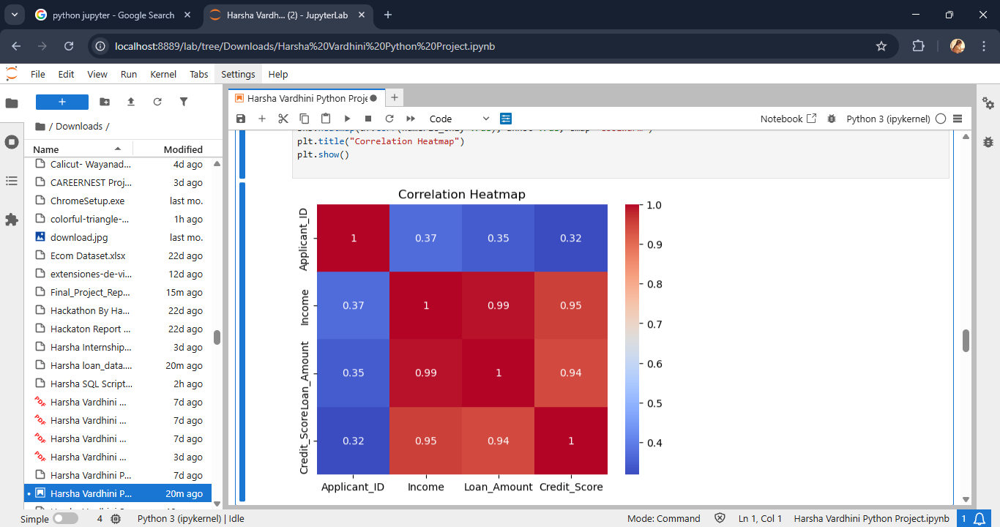 python jupyter - Google Search
Harsha Vardh... (2) - JupyterLab
localhost:8889/lab/tree/Downloads/Harsha%20Vardhini%20Python%20Project.ipynb
File Edit View Run Kernel Tabs Settings Help
Harsha Vardhini Python Proje
Code
Notebook
Python 3 (ipykernel)
/ Downloads /
Name Modified
Calicut- Wayanad... 4d ago
CAREERNEST Proj... 3d ago
ChromeSetup.exe last mo.
colorful-triangle-... 1h ago
download.jpg last mo.
Ecom Dataset.xlsx 22d ago
extensiones-de-vi... 12d ago
Final_Project_Rep... 15m ago
Hackathon By Ha... 22d ago
Hackaton Report ... 22d ago
Harsha Internship... 3d ago
Harsha loan_data.... 20m ago
Harsha SQL Script... 2h ago
PDF Harsha Vardhini ... 7d ago
PDF Harsha Vardhini ... 7d ago
PDF Harsha Vardhini ... 7d ago
PDF Harsha Vardhini ... 3d ago
Harsha Vardhini P... 7d ago
Harsha Vardhini P... 20m ago
plt.title("Correlation Heatmap")
plt.show()
Correlation Heatmap
Applicant_ID 1 0.37 0.35 0.32
Income 0.37 1 0.99 0.95
Loan_Amount 0.35 0.99 1 0.94
Credit_Score 0.32 0.95 0.94 1
Applicant_ID Income Loan_Amount Credit_Score
1.0
0.9
0.8
0.7
0.6
0.5
0.4
Simple 4 Python 3 (ipykernel) | Idle
Mode: Command Ln 1, Col 1 Harsha Vardhini Python Project.ipynb 1